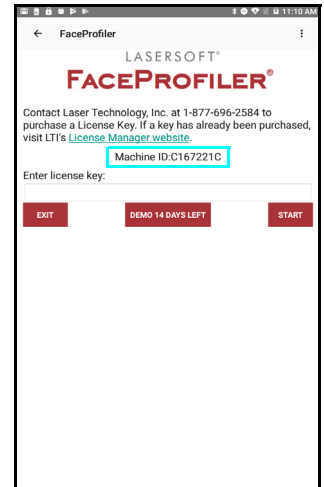 11:10 AM
FaceProfiler
LASERSOFT®
FACEPROFILER®
Contact Laser Technology, Inc. at 1-877-696-2584 to
purchase a License Key. If a key has already been purchased,
visit LTI's License Manager website.
Machine ID:C167221C
Enter license key:
EXIT DEMO 14 DAYS LEFT START